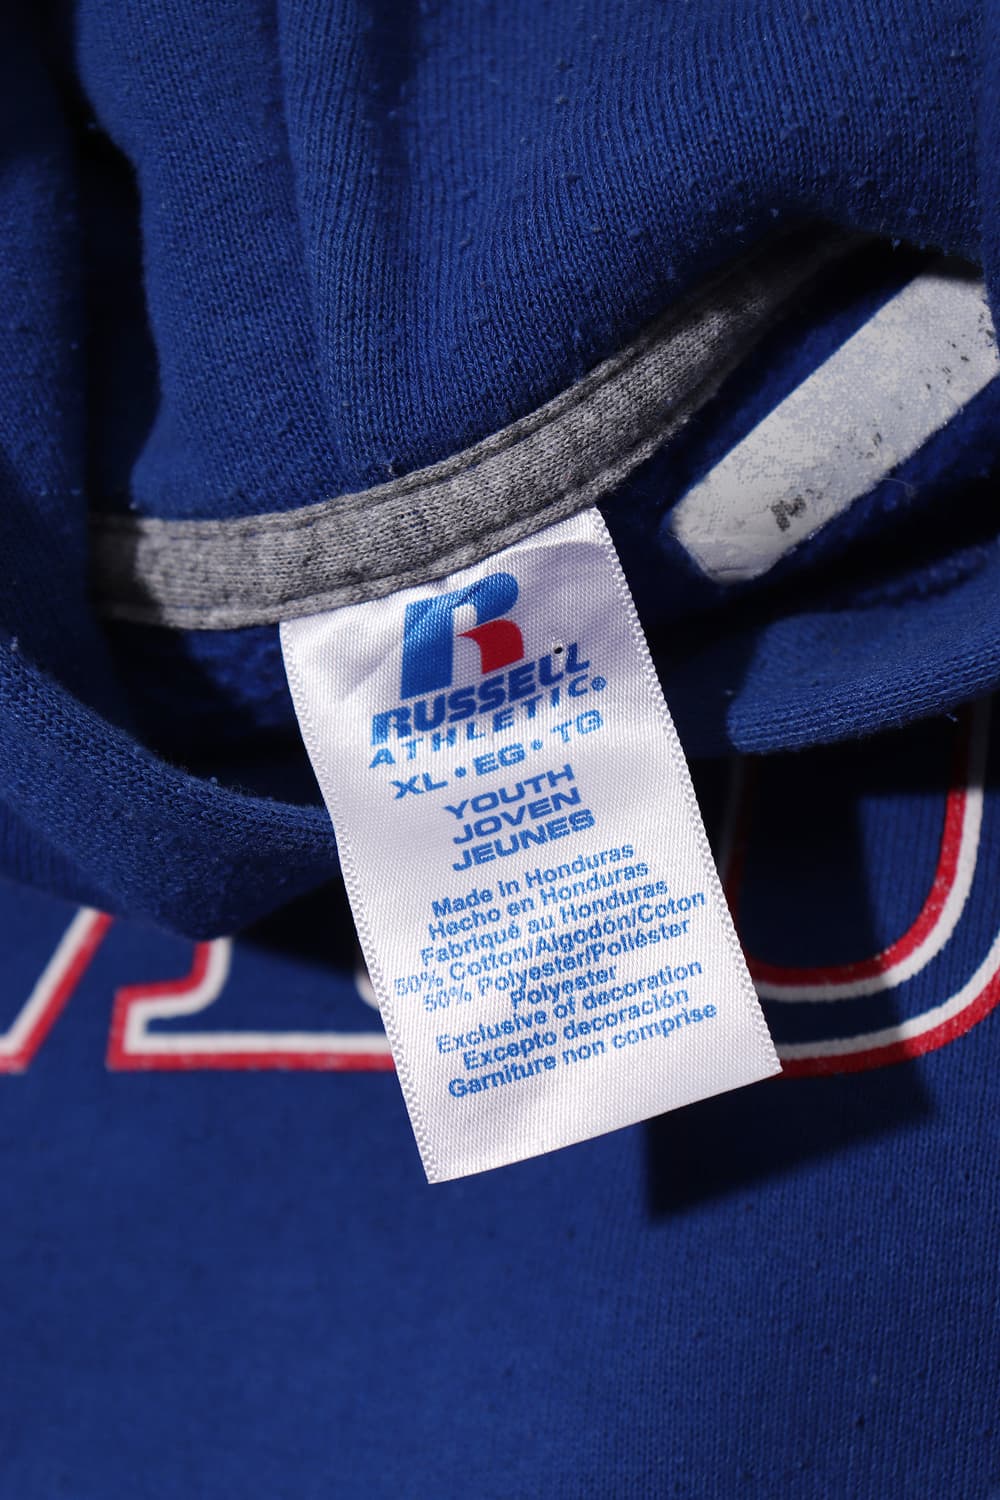 R
RUSSELL
ATHLETIC®
XL • EG • TG
YOUTH
JOVEN
JEUNES
Made in Honduras
Hecho en Honduras
Fabriqué au Honduras
50% Cotton/Algodón/Coton
50% Polyester/Poliéster
Polyester
Exclusive of decoration
Excepto decoración
Garniture non comprise